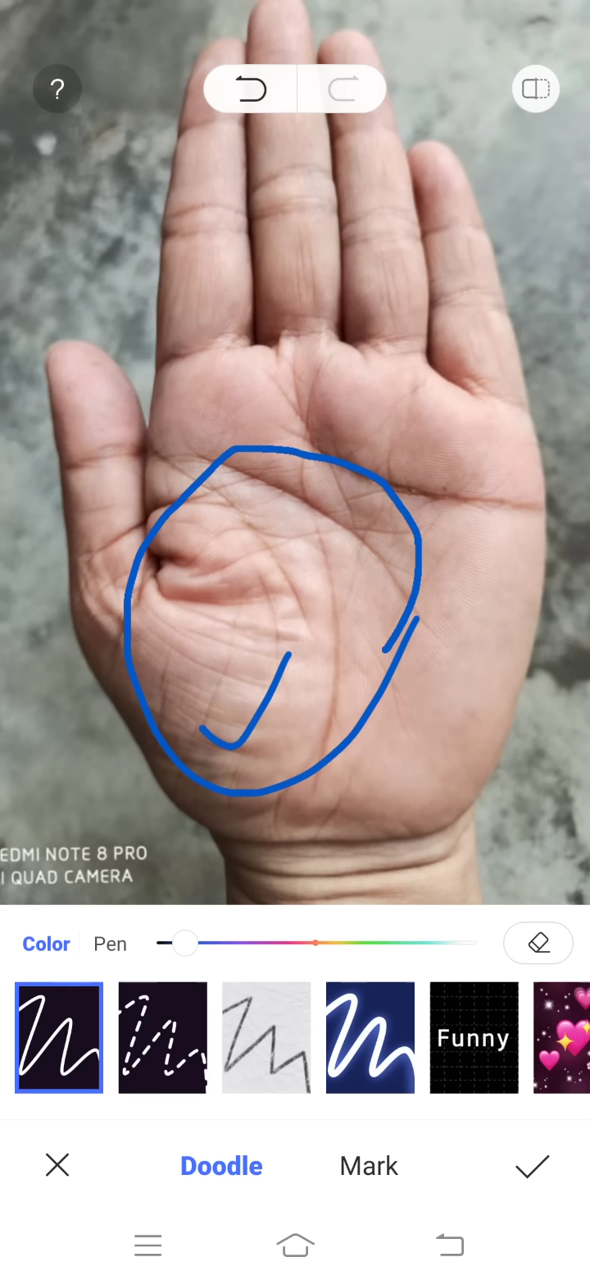 ?
EDMI NOTE 8 PRO
I QUAD CAMERA
Color Pen
Funny
Doodle Mark